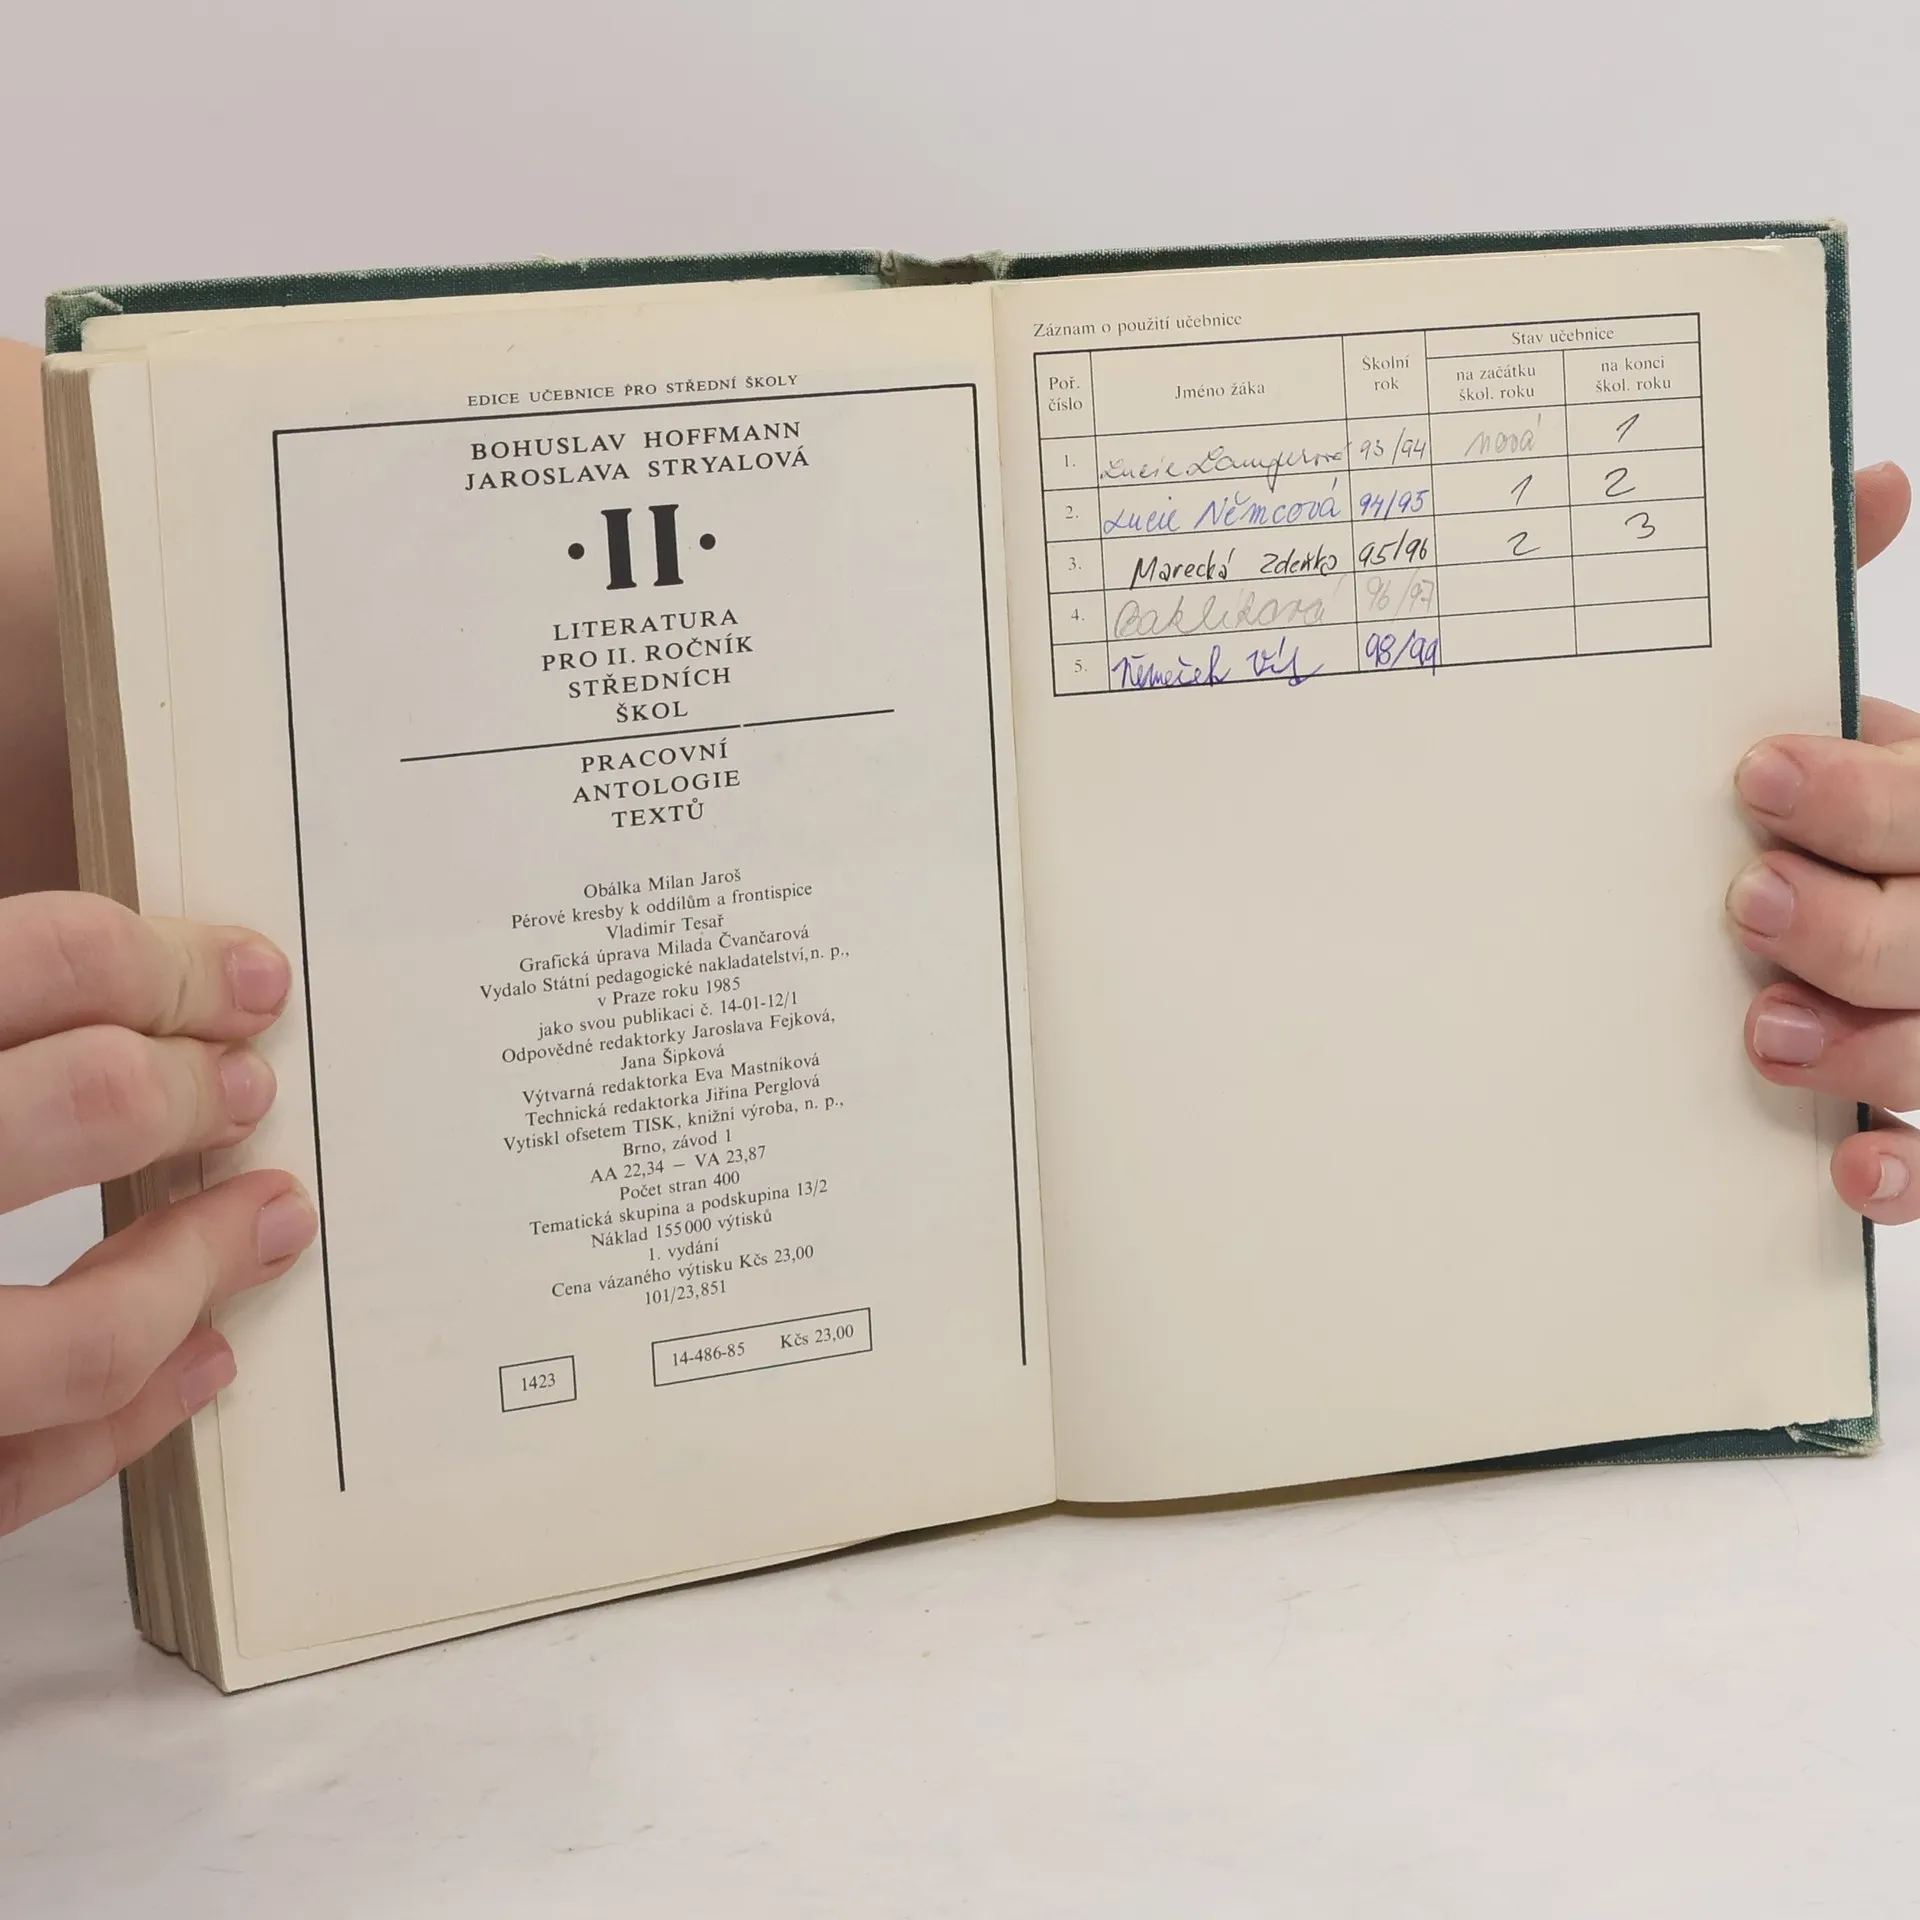 EDICE UČEBNICE PRO STŘEDNÍ ŠKOLY
BOHUSLAV HOFFMANN
JAROSLAVA STRYALOVÁ
·II·
LITERATURA
PRO II. ROČNÍK
STŘEDNÍCH
ŠKOL
PRACOVNÍ
ANTOLOGIE
TEXTŮ
Obálka Milan Jaroš
Pérové kresby k oddílům a frontispice
Vladimír Tesař
Grafická úprava Milada Čvančarová
Vydalo Státní pedagogické nakladatelství, n. p.,
v Praze roku 1985
jako svou publikaci č. 14-01-12/1
Odpovědné redaktorky Jaroslava Fejková,
Jana Šipková
Výtvarná redaktorka Eva Mastníková
Technická redaktorka Jiřina Perglová
Vytiskl ofsetem TISK, knižní výroba, n. p.,
Brno, závod 1
AA 22,34 – VA 23,87
Počet stran 400
Tematická skupina a podskupina 13/2
Náklad 155 000 výtisků
1. vydání
Cena vázaného výtisku Kčs 23,00
101/23,851
1423
14-486-85 Kčs 23,00
Záznam o použití učebnice
Poř. číslo Jméno žáka Školní rok Stav učebnice
na začátku škol. roku na konci škol. roku
1. Lucie 93/94 nová 1
2. Lucie Němcová 94/95 1 2
3. Marecká Zdeňka 95/96 2 3
4. 96/97
5. Němeček Vít 98/99